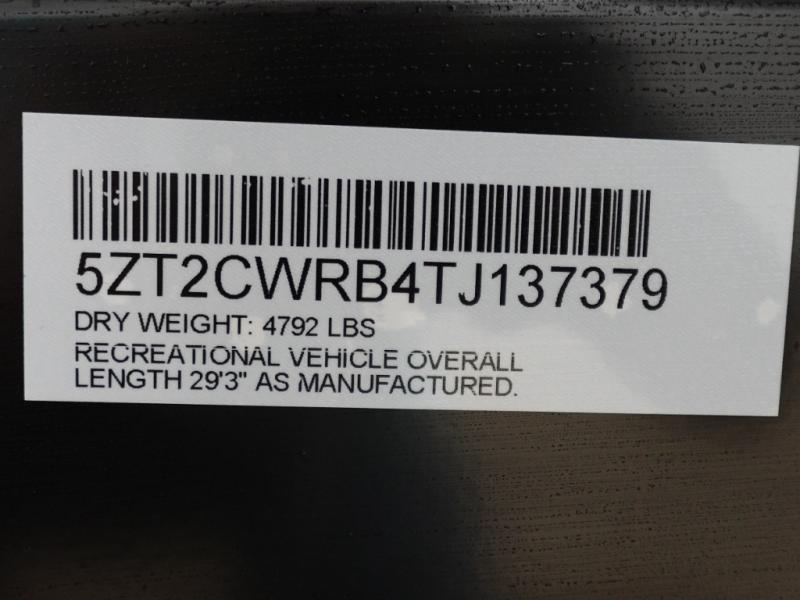 5ZT2CWRB4TJ137379
DRY WEIGHT: 4792 LBS
RECREATIONAL VEHICLE OVERALL
LENGTH 29'3" AS MANUFACTURED.